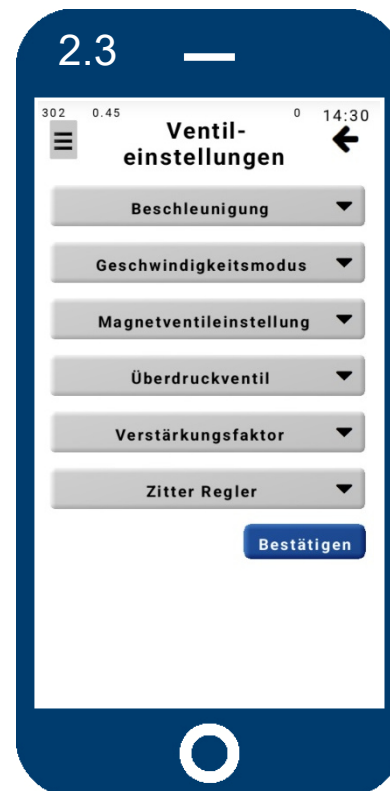 2.3
302 0.45 0 14:30
Ventil-
einstellungen
Beschleunigung
Geschwindigkeitsmodus
Magnetventileinstellung
Überdruckventil
Verstärkungsfaktor
Zitter Regler
Bestätigen